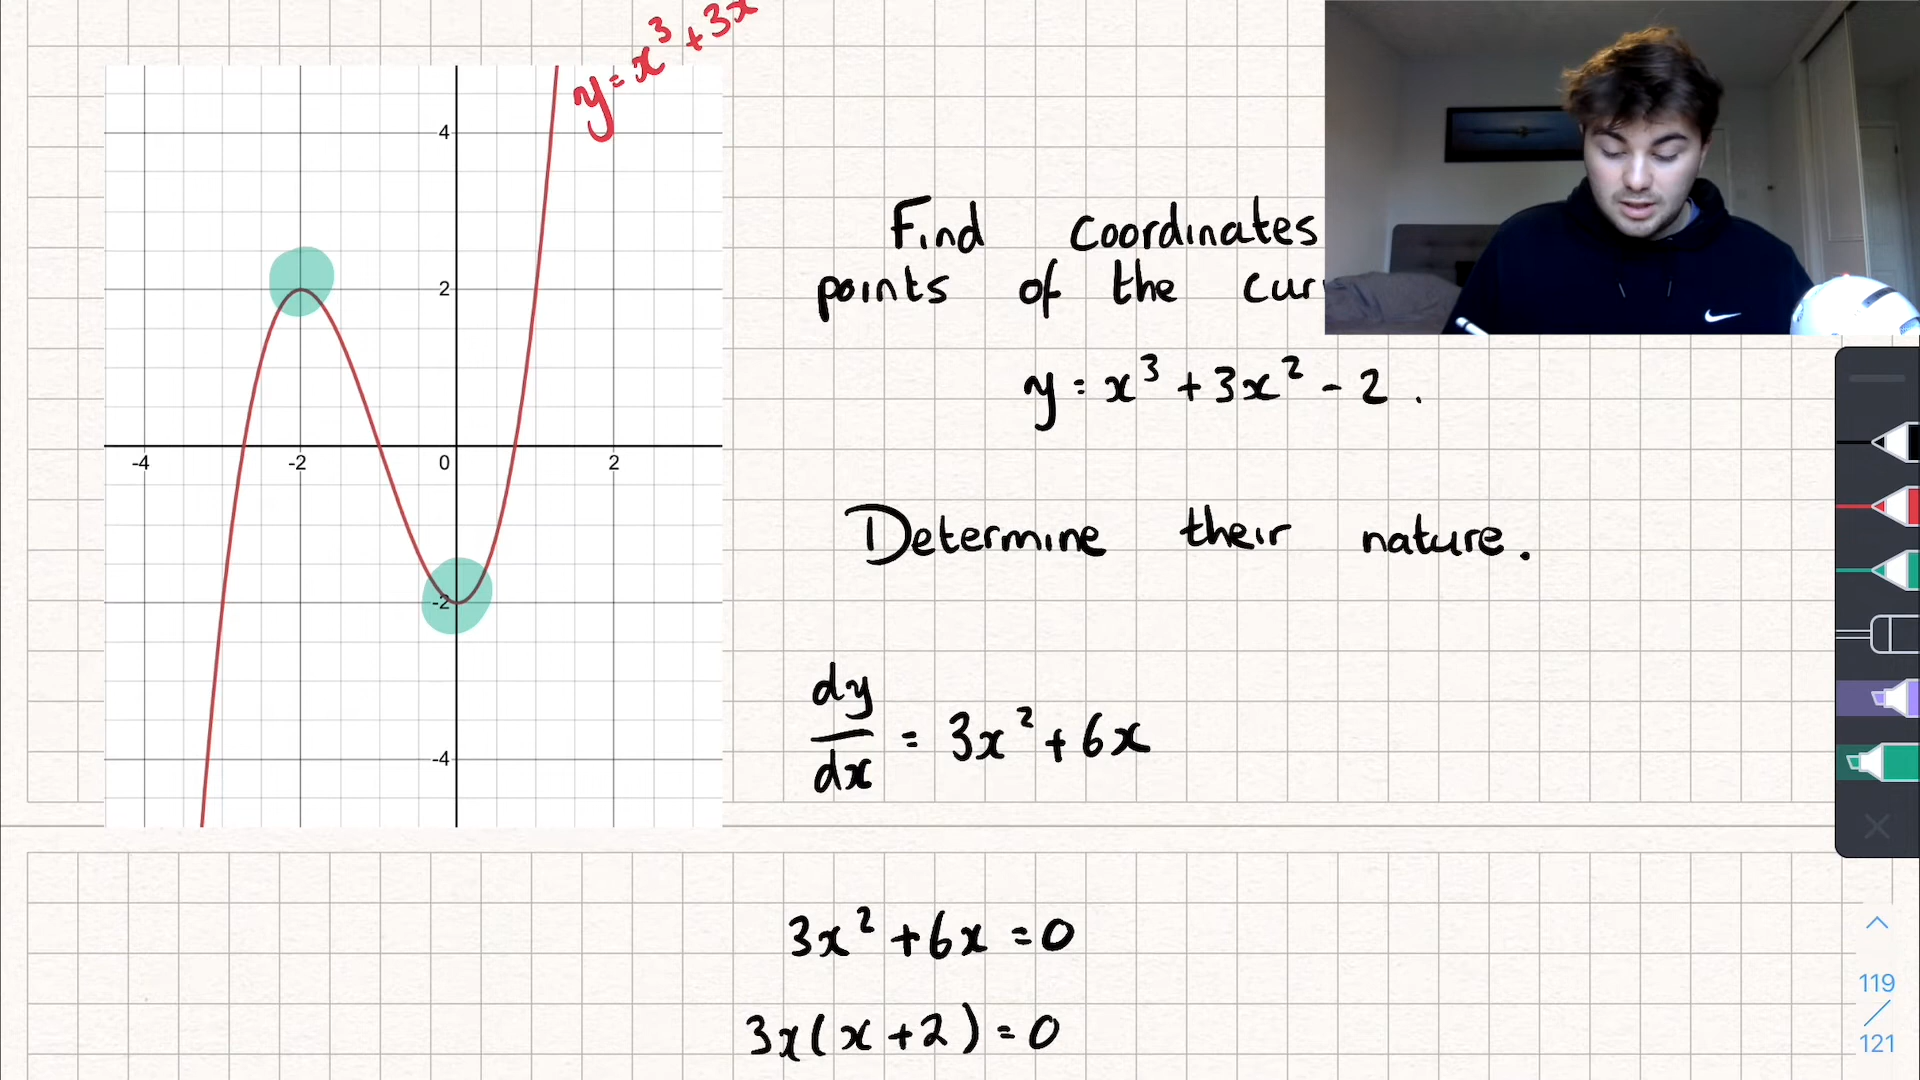 y = x³ + 3x
4
2
-4 -2 0 2
-2
-4
Find coordinates
points of the cur
y = x³ + 3x² - 2 .
Determine their nature.
dy
dx
= 3x² + 6x
3x² + 6x = 0
3x(x + 2) = 0
119
/
121